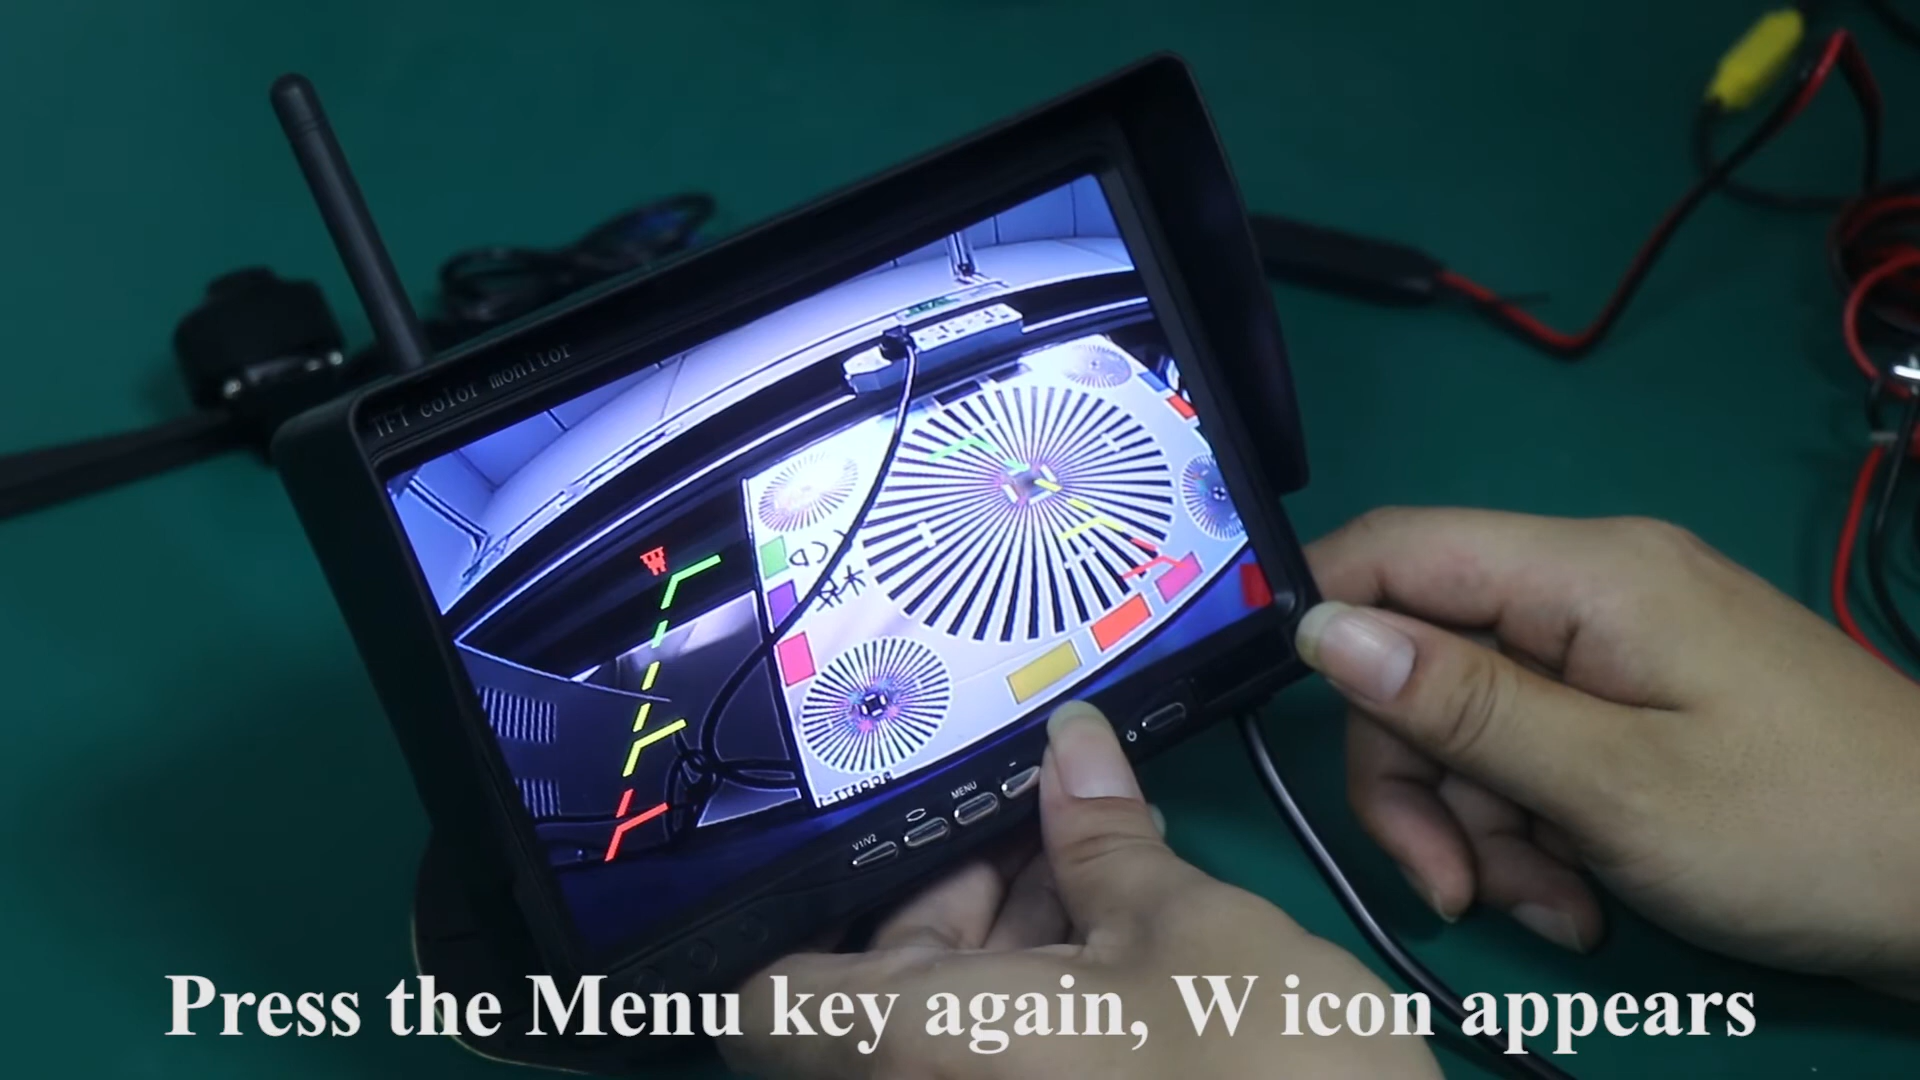 TFT color monitor
W
V1/V2
MENU
Press the Menu key again, W icon appears